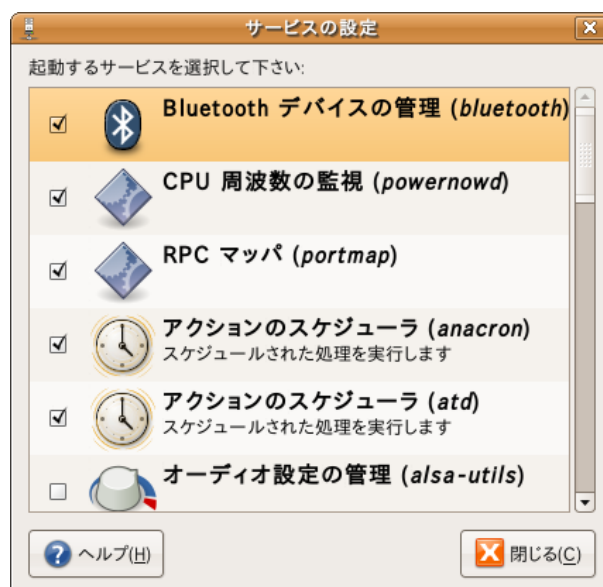 サービスの設定
起動するサービスを選択して下さい:
Bluetooth デバイスの管理 (bluetooth)
CPU 周波数の監視 (powernowd)
RPC マッパ (portmap)
アクションのスケジューラ (anacron)
スケジュールされた処理を実行します
アクションのスケジューラ (atd)
スケジュールされた処理を実行します
オーディオ設定の管理 (alsa-utils)
ヘルプ(H)
閉じる(C)